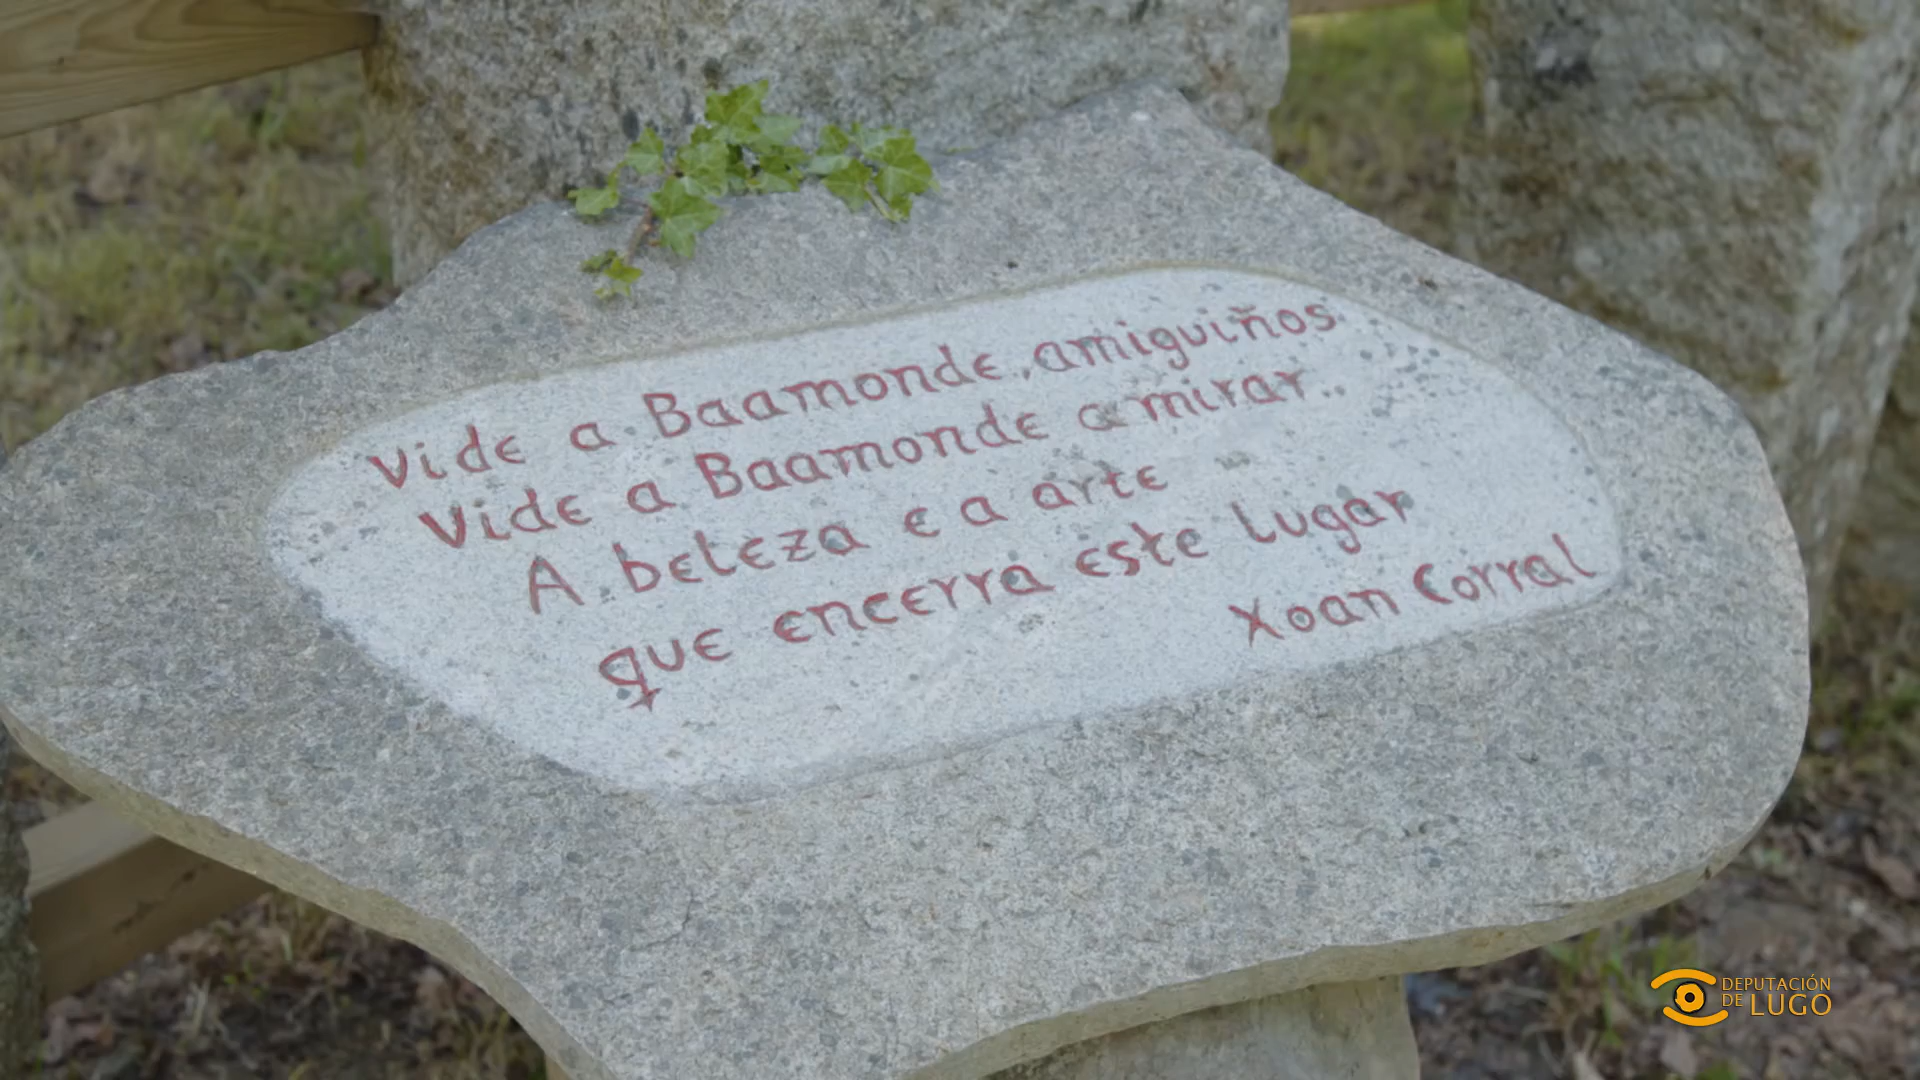 Vide a Baamonde, amiguiños
Vide a Baamonde a mirar..
A beleza e a arte
que encerra este lugar
Xoan Corral
DEPUTACIÓN
DE LUGO